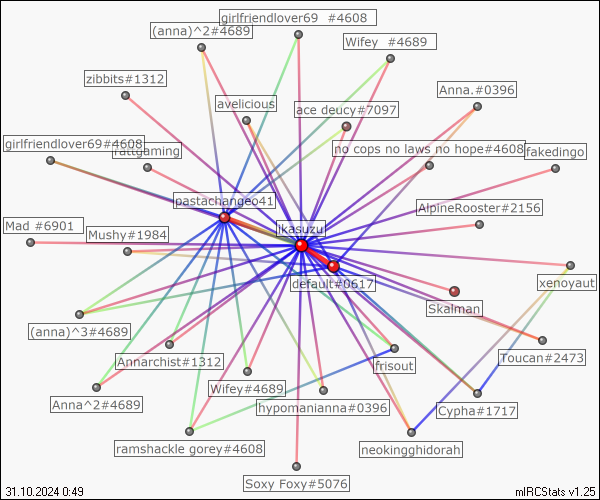 girlfriendlover69 #4608
(anna)^2#4689
Wifey #4689
zibbits#1312
avelicious
ace deucy#7097
Anna.#0396
girlfriendlover69#4608
rattgaming
no cops no laws no hope#4608
fakedingo
pastachangeo41
AlpineRooster#2156
Mad #6901
Mushy#1984
ikasuzu
default#0617
xenoyaut
Skalman
(anna)^3#4689
Annarchist#1312
frisout
Toucan#2473
Anna^2#4689
Wifey#4689
hypomanianna#0396
Cypha#1717
ramshackle gorey#4608
neokingghidorah
Soxy Foxy#5076
31.10.2024 0:49
mIRCStats v1.25